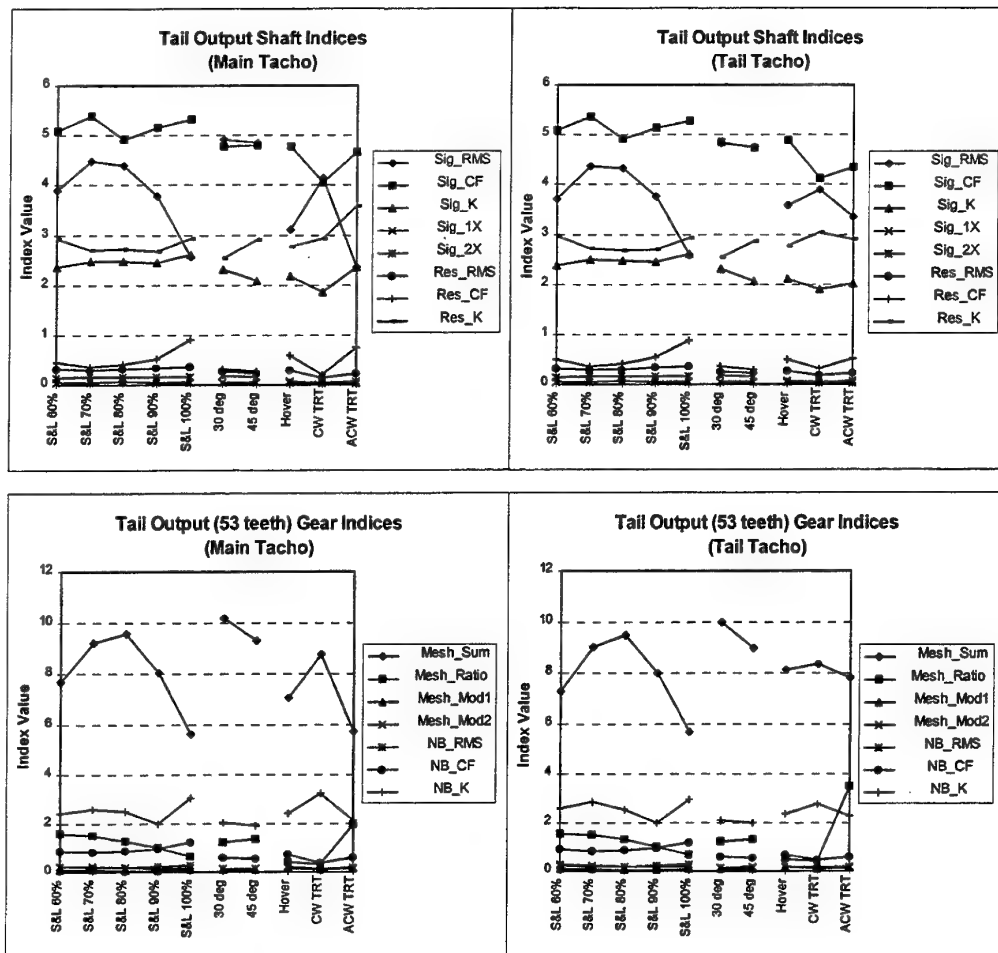 Tail Output Shaft Indices
(Main Tacho)
Index Value
6
5
4
3
2
1
0
S&L 60%
S&L 70%
S&L 80%
S&L 90%
S&L 100%
30 deg
45 deg
Hover
CW TRT
ACW TRT
Sig_RMS
Sig_CF
Sig_K
Sig_1X
Sig_2X
Res_RMS
Res_CF
Res_K
Tail Output Shaft Indices
(Tail Tacho)
6
5
4
3
2
1
0
S&L 60%
S&L 70%
S&L 80%
S&L 90%
S&L 100%
30 deg
45 deg
Hover
CW TRT
ACW TRT
Sig_RMS
Sig_CF
Sig_K
Sig_1X
Sig_2X
Res_RMS
Res_CF
Res_K
Tail Output (53 teeth) Gear Indices
(Main Tacho)
Index Value
12
10
8
6
4
2
0
S&L 60%
S&L 70%
S&L 80%
S&L 90%
S&L 100%
30 deg
45 deg
Hover
CW TRT
ACW TRT
Mesh_Sum
Mesh_Ratio
Mesh_Mod1
Mesh_Mod2
NB_RMS
NB_CF
NB_K
Tail Output (53 teeth) Gear Indices
(Tail Tacho)
Index Value
12
10
8
6
4
2
0
S&L 60%
S&L 70%
S&L 80%
S&L 90%
S&L 100%
30 deg
45 deg
Hover
CW TRT
ACW TRT
Mesh_Sum
Mesh_Ratio
Mesh_Mod1
Mesh_Mod2
NB_RMS
NB_CF
NB_K